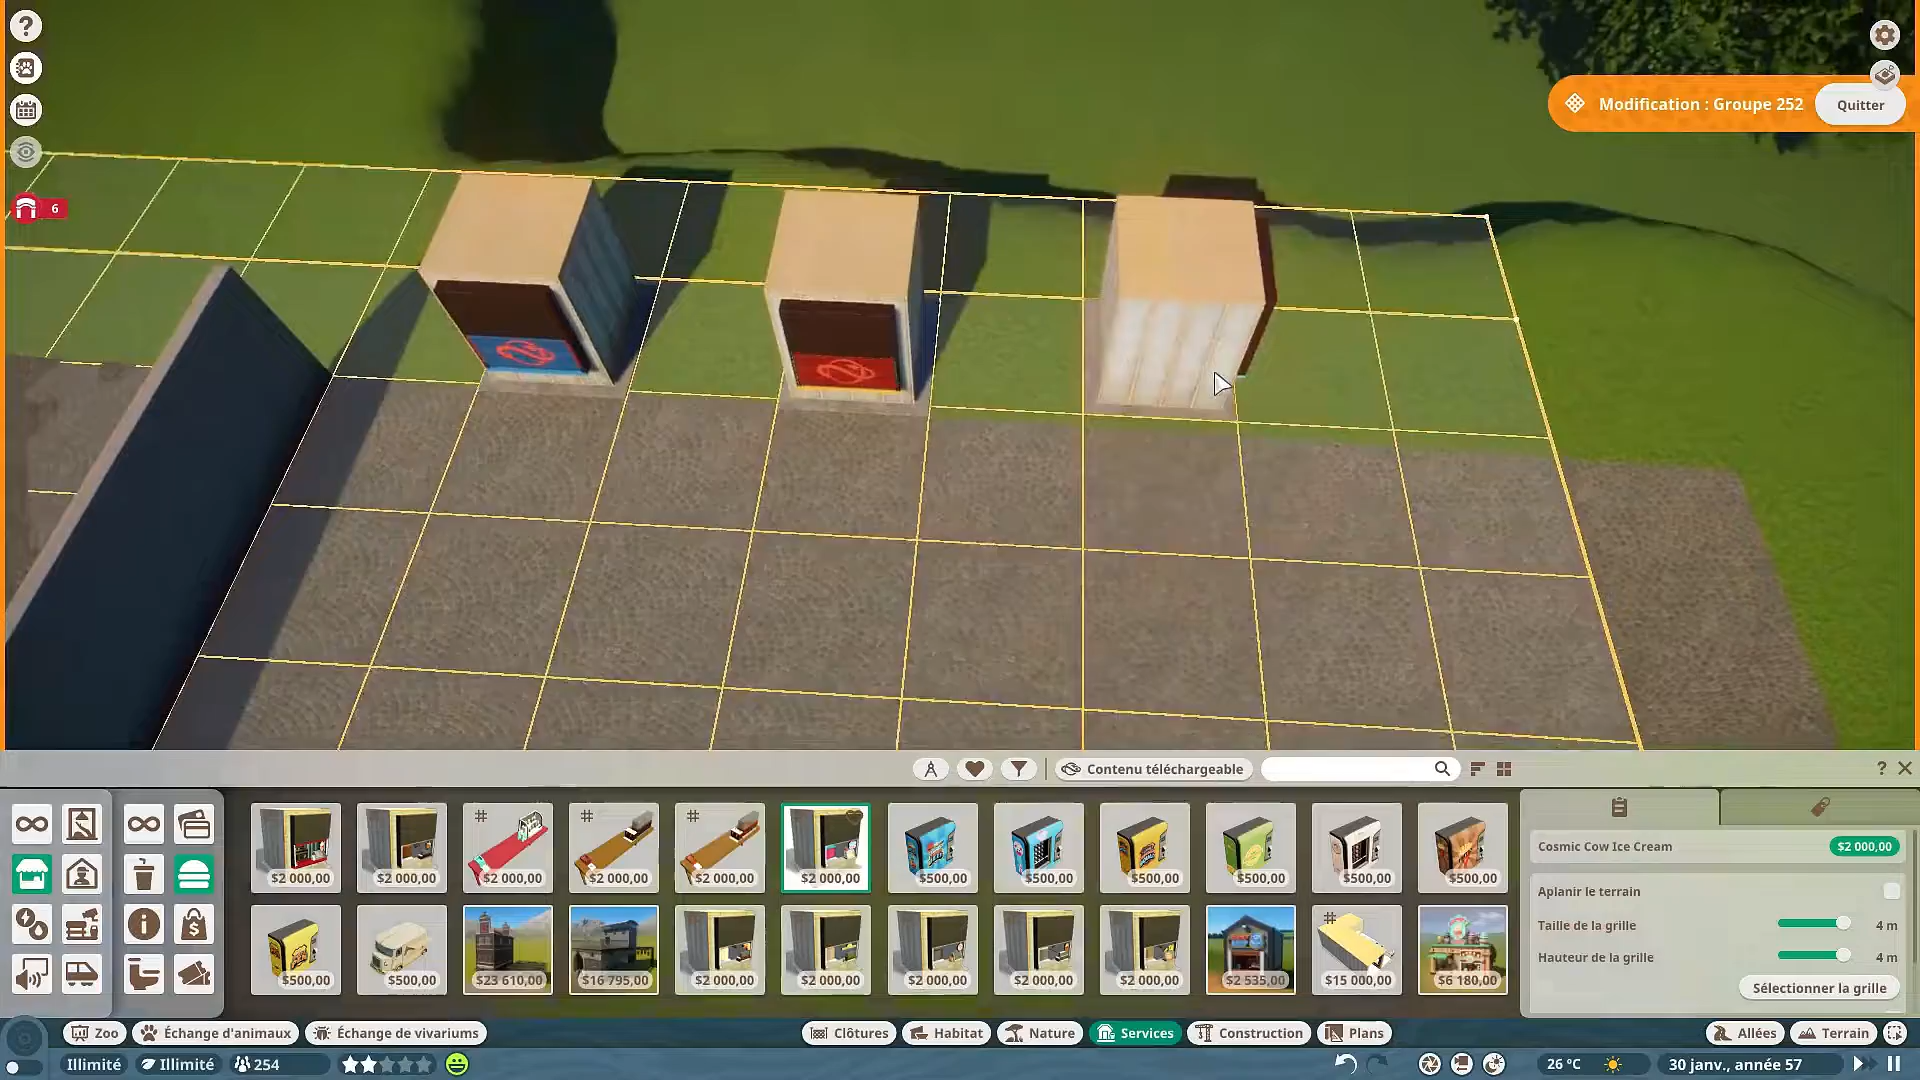 Modification : Groupe 252
Quitter
6
Contenu téléchargeable
$2 000,00
$2 000,00
$2 000,00
$2 000,00
$2 000,00
$2 000,00
$500,00
$500,00
$500,00
$500,00
$500,00
$500,00
$500,00
$500,00
$23 610,00
$16 795,00
$2 000,00
$2 000,00
$2 000,00
$2 000,00
$2 000,00
$2 535,00
$15 000,00
$6 180,00
Cosmic Cow Ice Cream
$2 000,00
Aplanir le terrain
Taille de la grille
4 m
Hauteur de la grille
4 m
Sélectionner la grille
Zoo
Échange d'animaux
Échange de vivariums
Clôtures
Habitat
Nature
Services
Construction
Plans
Allées
Terrain
Illimité
Illimité
254
26 °C
30 janv., année 57